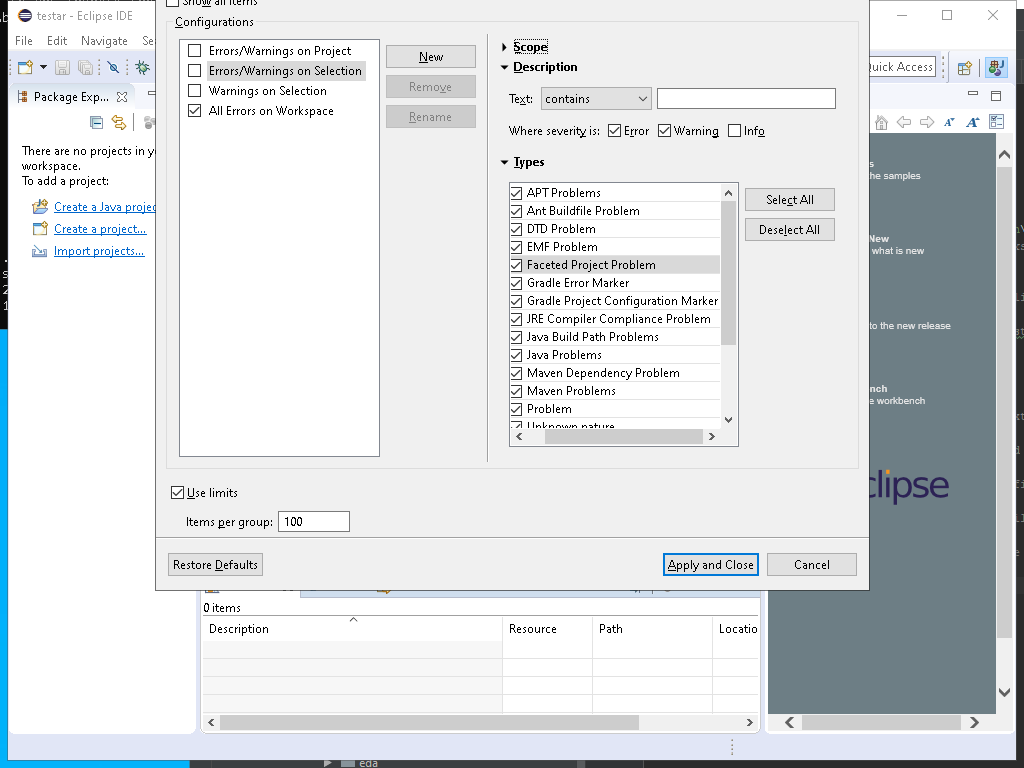 Show all items
testar - Eclipse IDE
File Edit Navigate Se
Quick Access
Package Exp...
There are no projects in y
workspace.
To add a project:
Create a Java projec
Create a project...
Import projects...
Configurations
Errors/Warnings on Project
Errors/Warnings on Selection
Warnings on Selection
All Errors on Workspace
New
Remove
Rename
Scope
Description
Text: contains
Where severity is: Error Warning Info
Types
APT Problems
Ant Buildfile Problem
DTD Problem
EMF Problem
Faceted Project Problem
Gradle Error Marker
Gradle Project Configuration Marker
JRE Compiler Compliance Problem
Java Build Path Problems
Java Problems
Maven Dependency Problem
Maven Problems
Problem
Unknown nature
Select All
Deselect All
Use limits
Items per group: 100
Restore Defaults
Apply and Close
Cancel
s
he samples
New
what is new
to the new release
nch
e workbench
clipse
0 items
Description Resource Path Locatio
eda